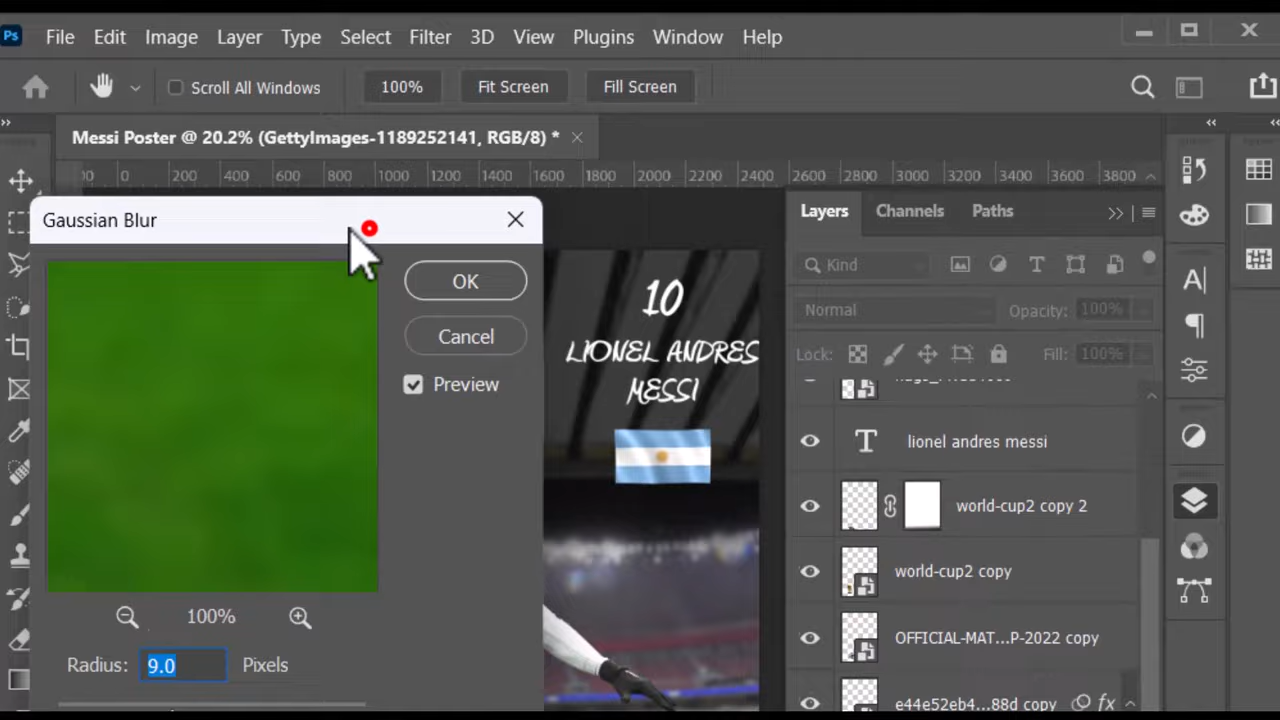 Ps File Edit Image Layer Type Select Filter 3D View Plugins Window Help
Scroll All Windows 100% Fit Screen Fill Screen
Messi Poster @ 20.2% (GettyImages-1189252141, RGB/8) *
0 200 400 600 800 1000 1200 1400 1600 1800 2000 2200 2400 2600 2800 3000 3200 3400 3600 3800
Gaussian Blur
OK
Cancel
Preview
100%
Radius: 9.0 Pixels
10
LIONEL ANDRES
MESSI
Layers Channels Paths
Kind
Normal Opacity: 100%
Lock: Fill: 100%
lionel andres messi
world-cup2 copy 2
world-cup2 copy
OFFICIAL-MAT...P-2022 copy
e44e52eb4...88d copy fx